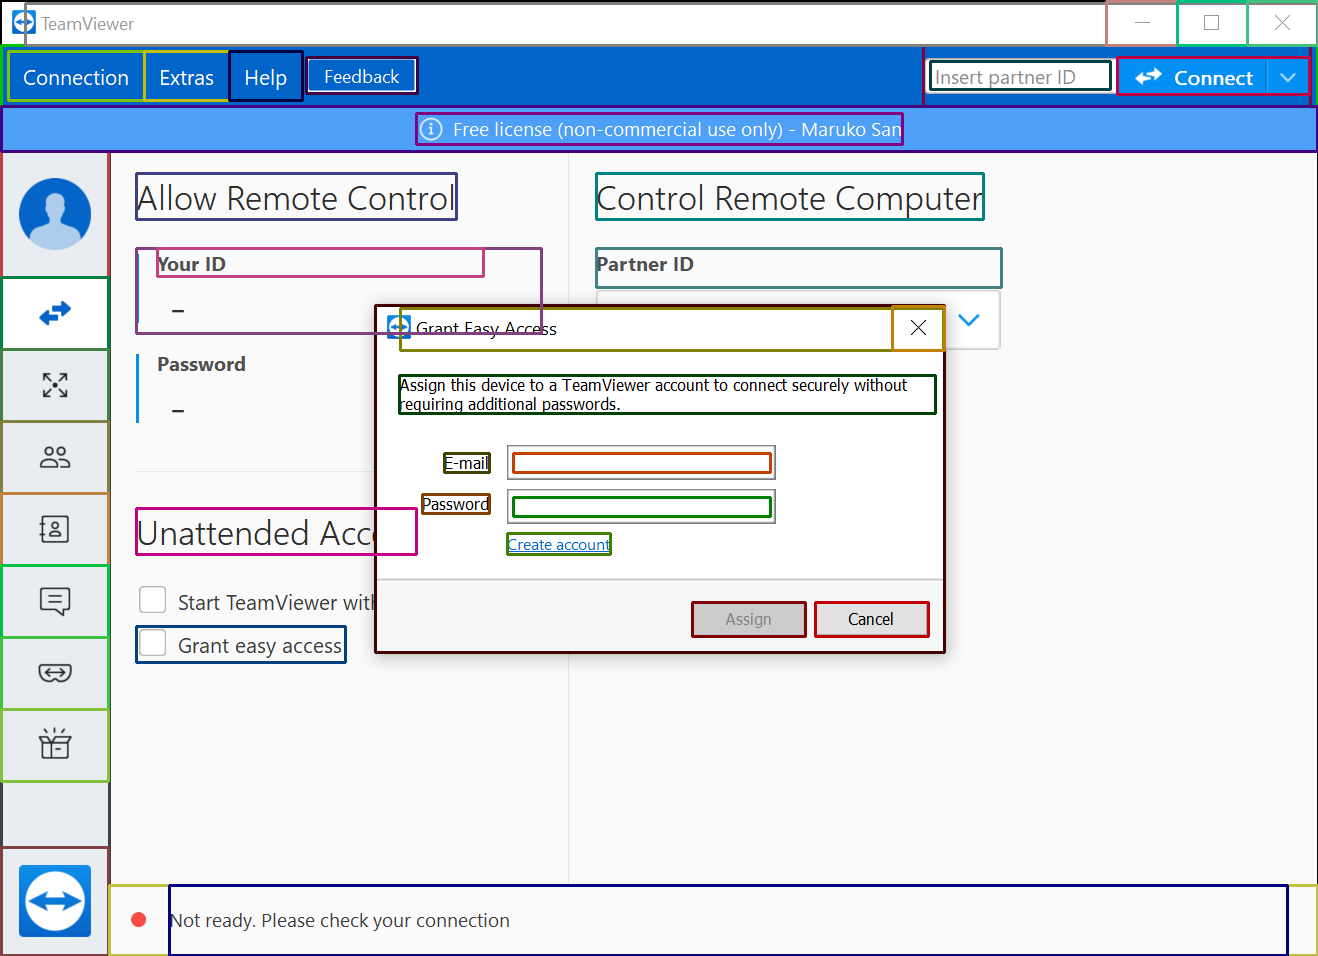 TeamViewer
Connection Extras Help Feedback
Insert partner ID Connect
Free license (non-commercial use only) - Maruko San
Allow Remote Control
Your ID
–
Password
–
Unattended Acc
Start TeamViewer with
Grant easy access
Control Remote Computer
Partner ID
Grant Easy Access
Assign this device to a TeamViewer account to connect securely without
requiring additional passwords.
E-mail
Password
Create account
Assign Cancel
Not ready. Please check your connection